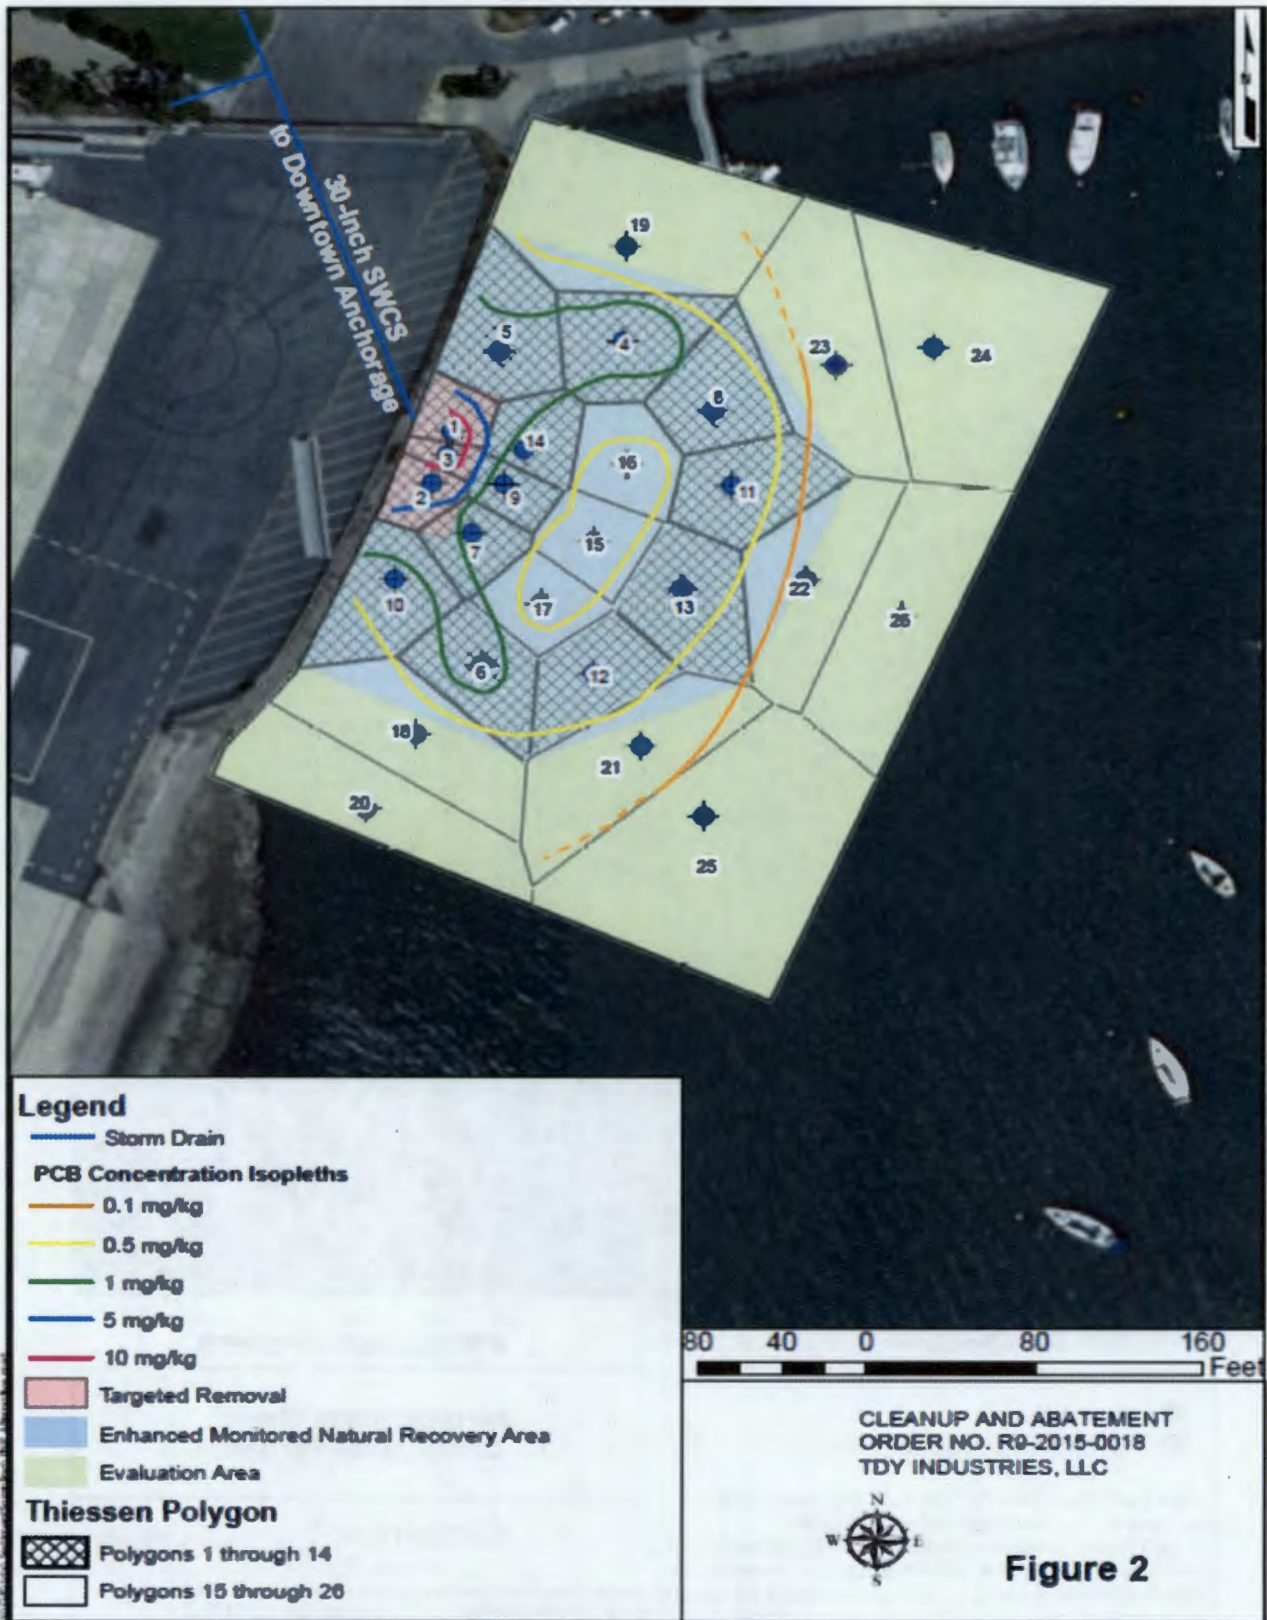 30-Inch SWCS
to Downtown Anchorage
19
5
4
23
24
8
1
14
3
16
2
9
11
7
15
22
10
17
13
26
6
12
18
21
20
25
Legend
Storm Drain
PCB Concentration Isopleths
0.1 mg/kg
0.5 mg/kg
1 mg/kg
5 mg/kg
10 mg/kg
Targeted Removal
Enhanced Monitored Natural Recovery Area
Evaluation Area
Thiessen Polygon
Polygons 1 through 14
Polygons 15 through 26
80 40 0 80 160
Feet
CLEANUP AND ABATEMENT
ORDER NO. R9-2015-0018
TDY INDUSTRIES, LLC
N
W E
S
Figure 2